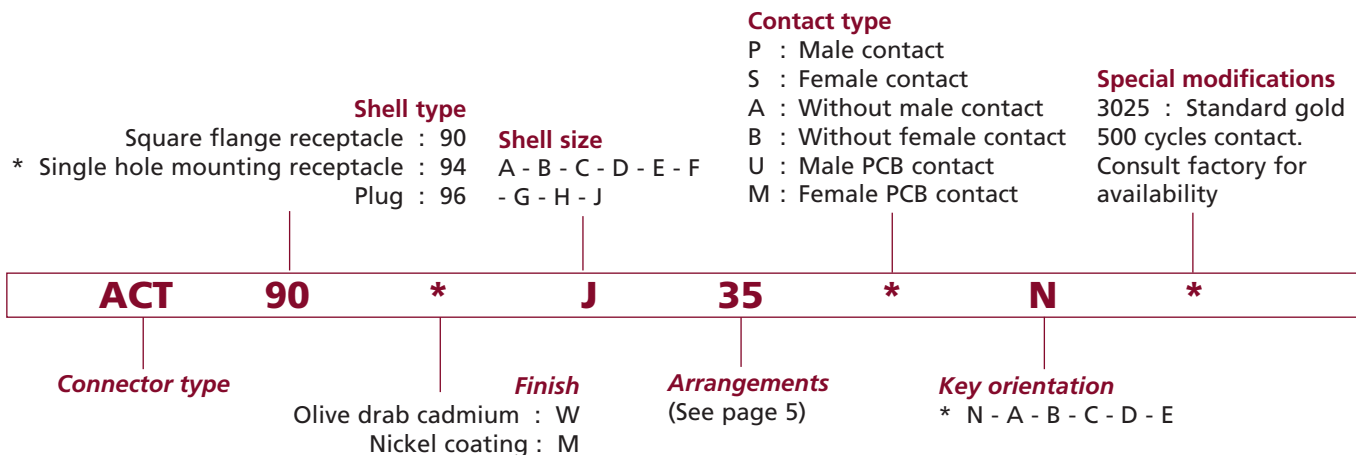 Contact type
P : Male contact
S : Female contact
A : Without male contact
B : Without female contact
U : Male PCB contact
M : Female PCB contact
Special modifications
3025 : Standard gold
500 cycles contact.
Consult factory for
availability
Shell type
Square flange receptacle : 90
* Single hole mounting receptacle : 94
Plug : 96
Shell size
A - B - C - D - E - F
- G - H - J
ACT 90 * J 35 * N *
Connector type
Finish
Olive drab cadmium : W
Nickel coating : M
Arrangements
(See page 5)
Key orientation
* N - A - B - C - D - E